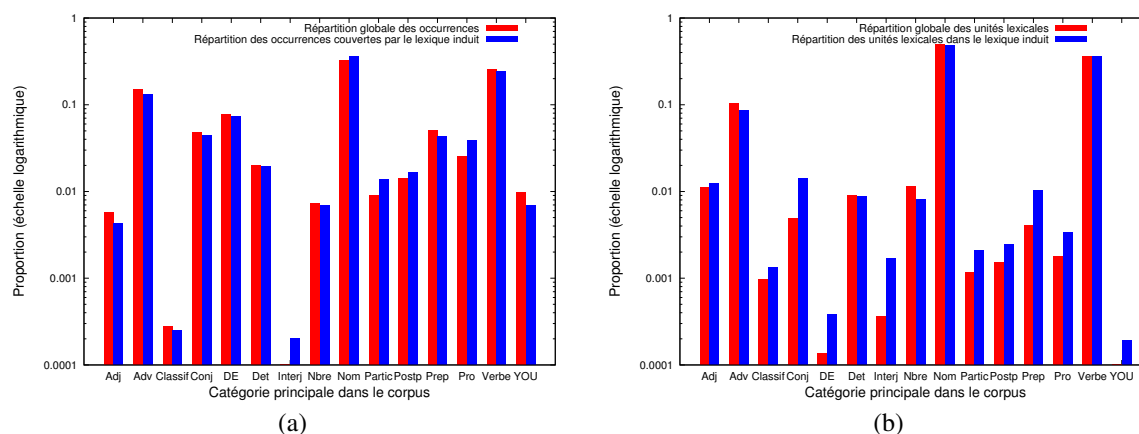 1
0.1
0.01
0.001
0.0001
Proportion (échelle logarithmique)
Répartition globale des occurrences
Répartition des occurrences couvertes par le lexique induit
Adj Adv Classif Conj DE Det Interj Nbre Nom Partic Postp Prep Pro Verbe YOU
Catégorie principale dans le corpus
(a)
1
0.1
0.01
0.001
0.0001
Proportion (échelle logarithmique)
Répartition globale des unités lexicales
Répartition des unités lexicales dans le lexique induit
Adj Adv Classif Conj DE Det Interj Nbre Nom Partic Postp Prep Pro Verbe YOU
Catégorie principale dans le corpus
(b)